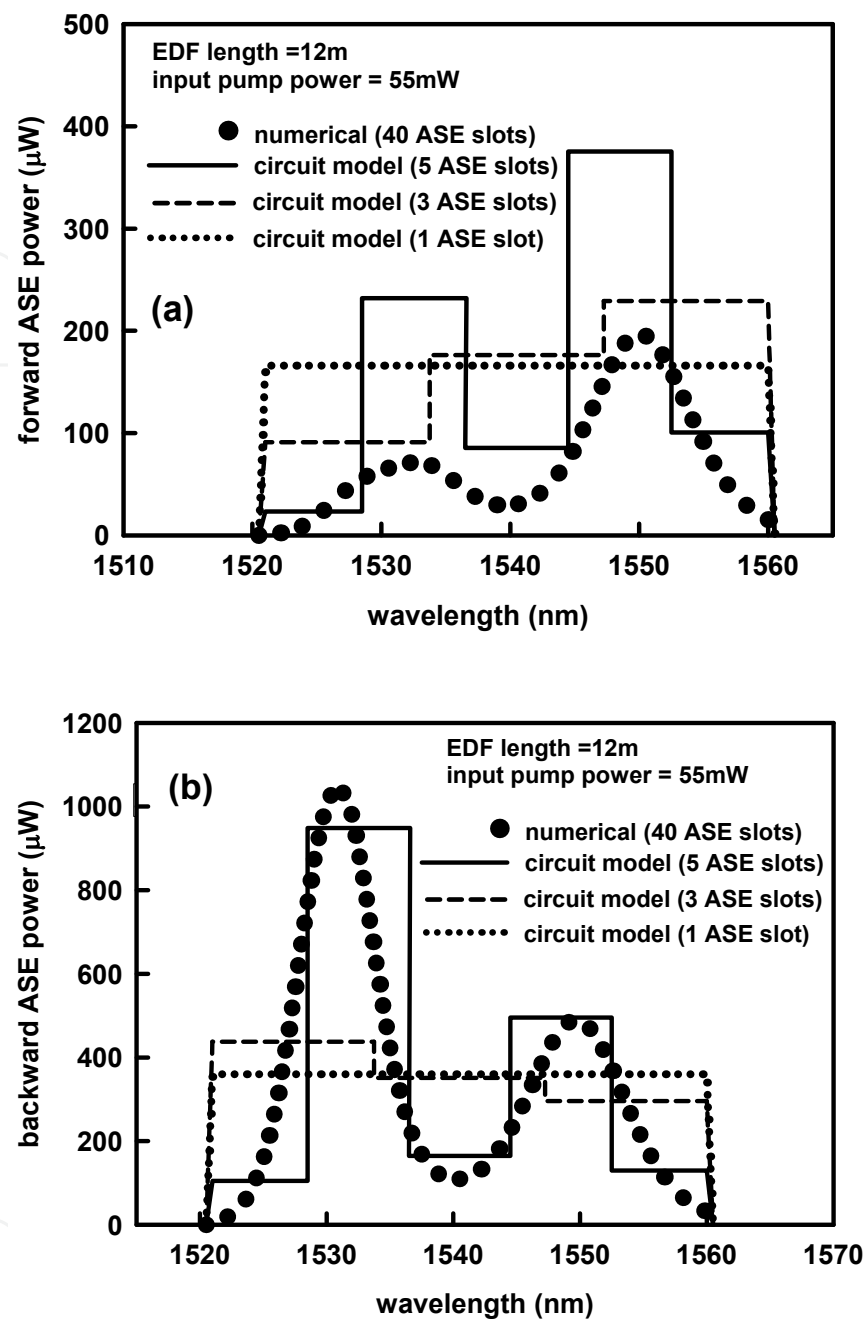 500
EDF length =12m
input pump power = 55mW
400
numerical (40 ASE slots)
circuit model (5 ASE slots)
circuit model (3 ASE slots)
300
circuit model (1 ASE slot)
(a)
200
100
0
forward ASE power (μW)
1510 1520 1530 1540 1550 1560
wavelength (nm)
1200
EDF length =12m
input pump power = 55mW
(b)
1000
numerical (40 ASE slots)
circuit model (5 ASE slots)
800
circuit model (3 ASE slots)
circuit model (1 ASE slot)
600
400
200
0
backward ASE power (μW)
1520 1530 1540 1550 1560 1570
wavelength (nm)